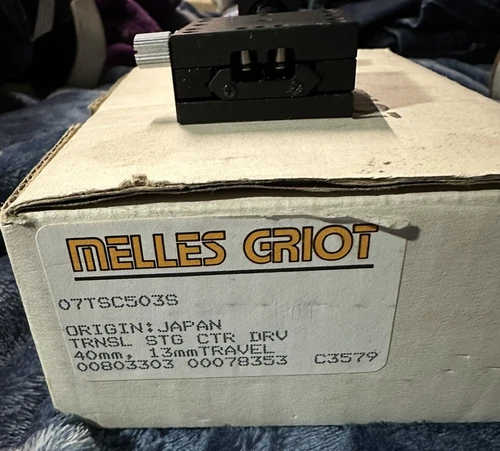 MELLES GRIOT
07TSC503S
ORIGIN:JAPAN
TRNSL STG CTR DRV
40mm, 13mmTRAVEL
00803303 00078353 C3579